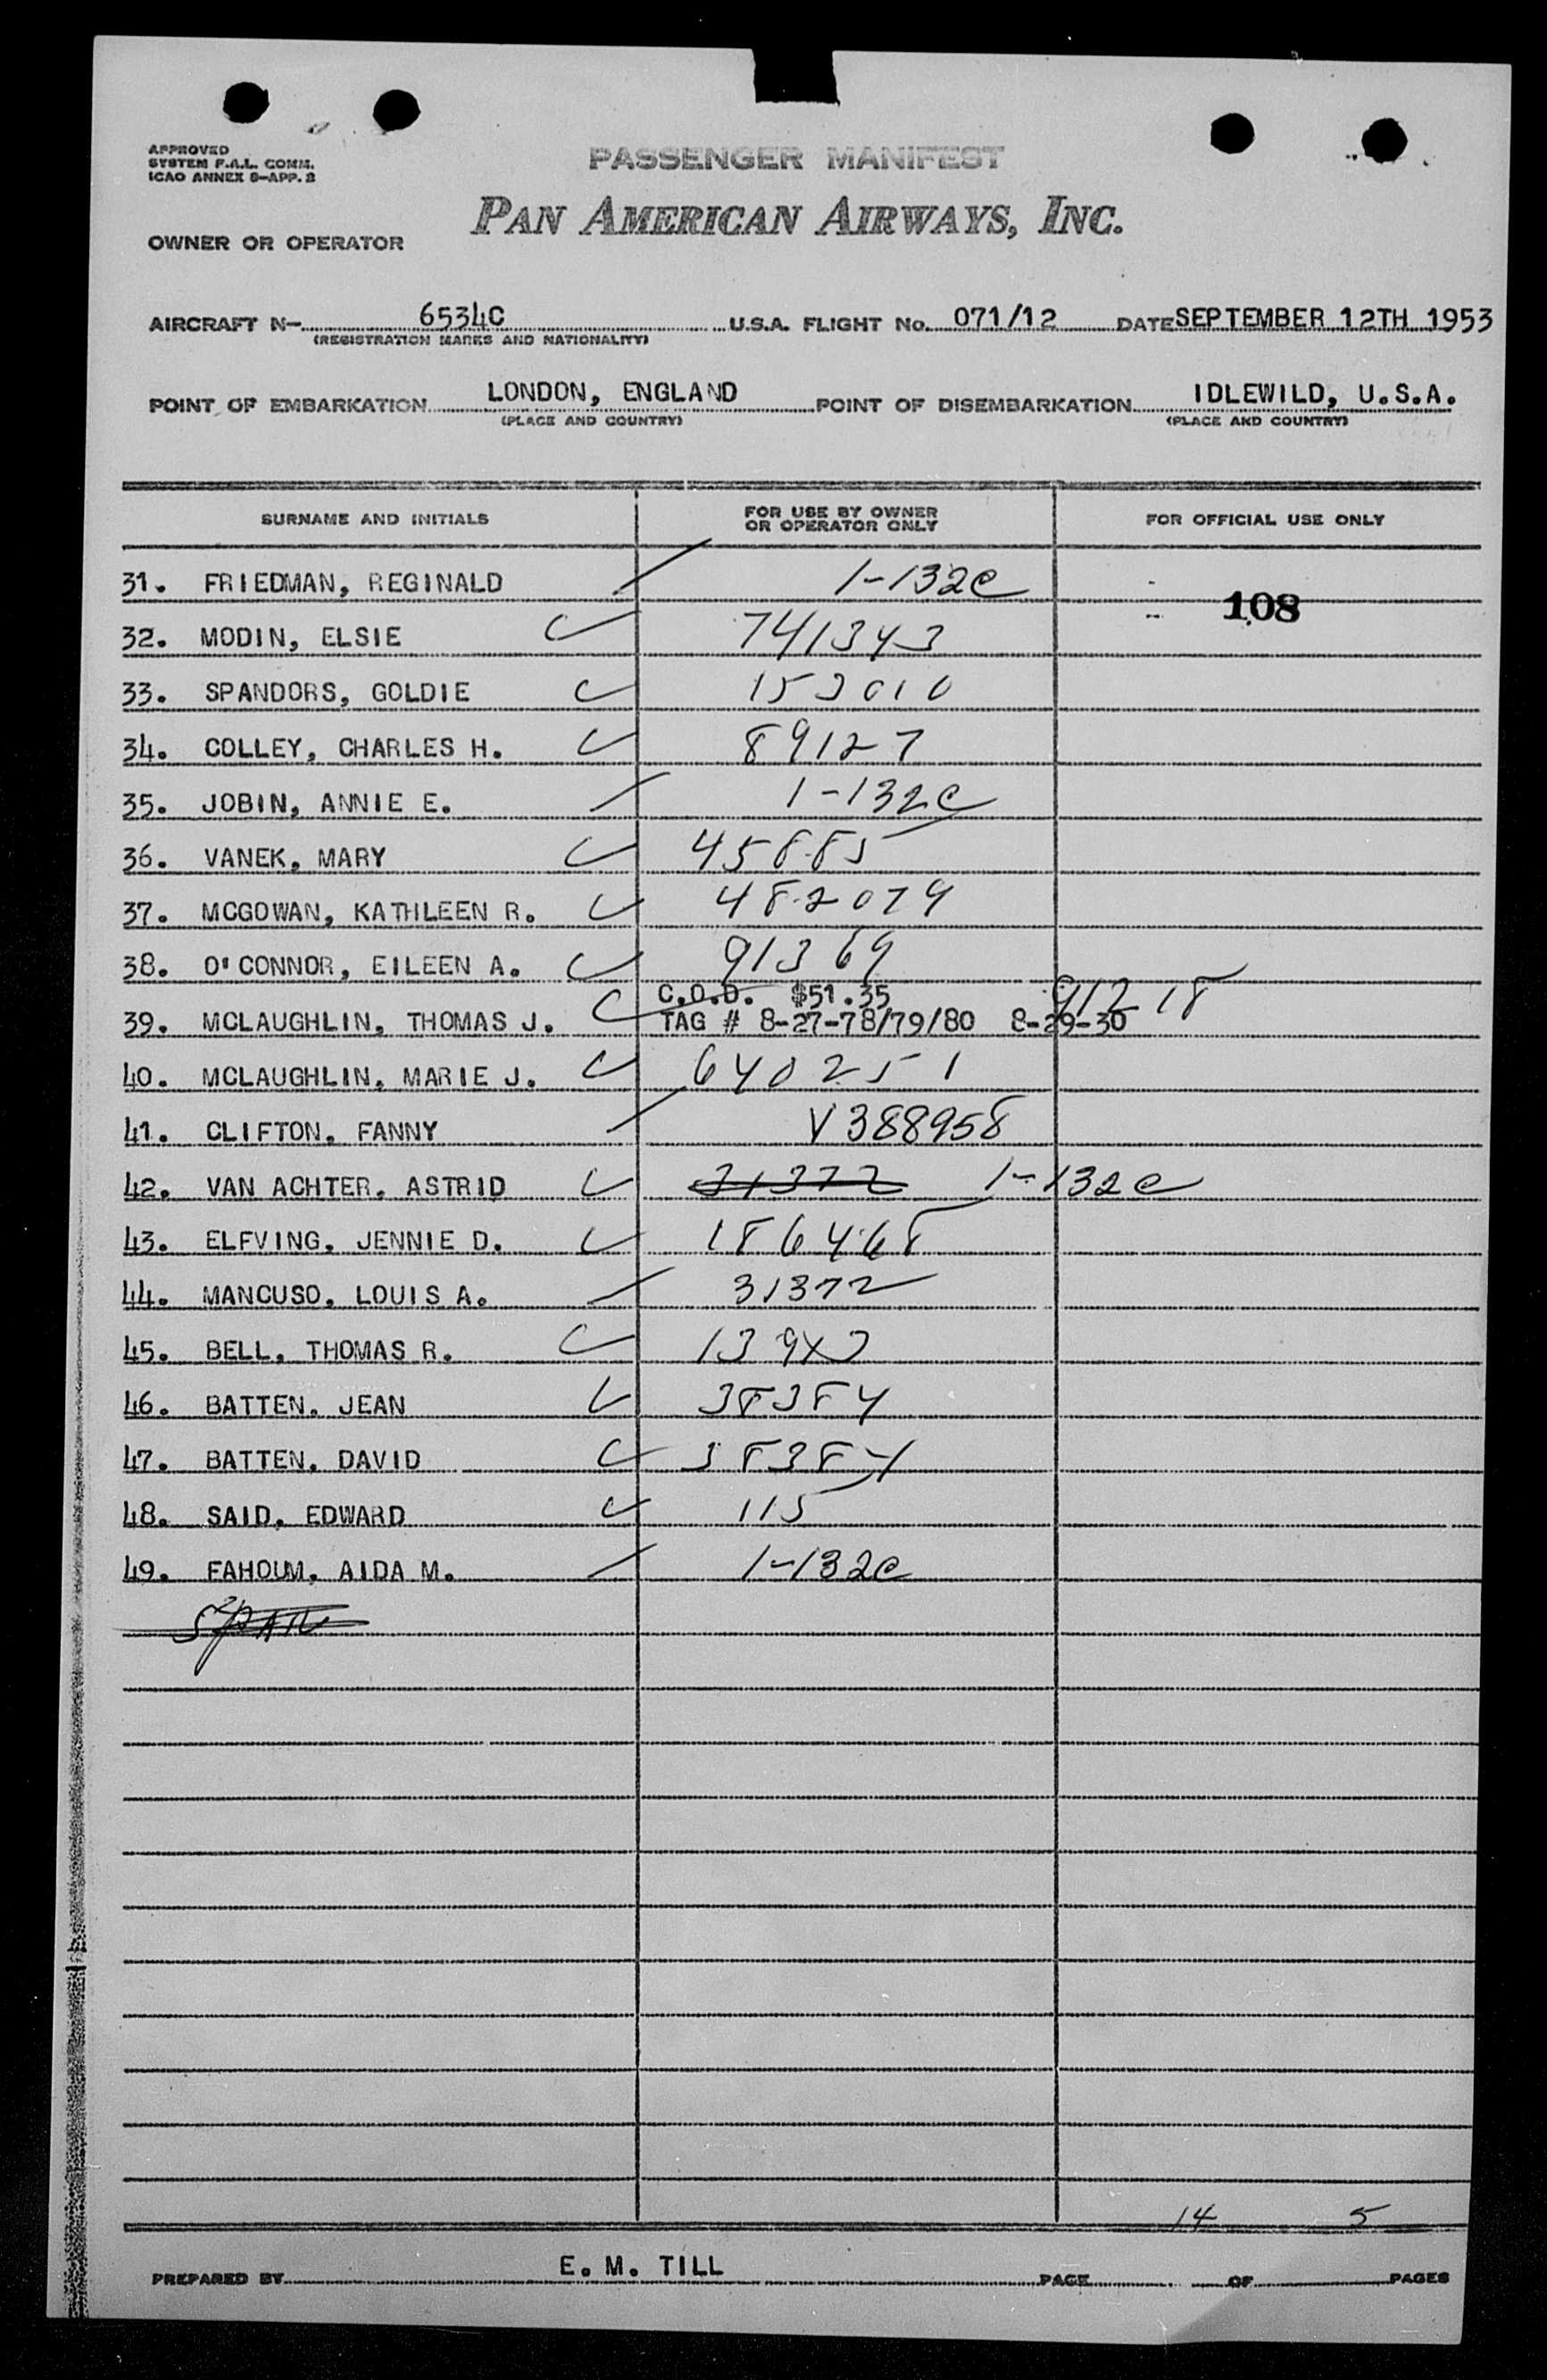 APPROVED
SYSTEM F.A.L. COMM.
ICAO ANNEX 9-APP. 2
PASSENGER MANIFEST
OWNER OR OPERATOR PAN AMERICAN AIRWAYS, INC.
AIRCRAFT N- 6534C U.S.A. FLIGHT No. 071/12 DATE SEPTEMBER 12TH 1953
(REGISTRATION MARKS AND NATIONALITY)
POINT OF EMBARKATION LONDON, ENGLAND POINT OF DISEMBARKATION IDLEWILD, U.S.A.
(PLACE AND COUNTRY) (PLACE AND COUNTRY)
SURNAME AND INITIALS FOR USE BY OWNER OR OPERATOR ONLY FOR OFFICIAL USE ONLY
31. FRIEDMAN, REGINALD 1-132C
108
32. MODIN, ELSIE 741343
33. SPANDORS, GOLDIE 153010
34. COLLEY, CHARLES H. 89127
35. JOBIN, ANNIE E. 1-132C
36. VANEK, MARY 45885
37. MCGOWAN, KATHLEEN R. 482079
38. O'CONNOR, EILEEN A. 91369
C.O.D. $51.35 91218
39. MCLAUGHLIN, THOMAS J. TAG # 8-27-78/79/80 8-29-30
40. MCLAUGHLIN, MARIE J. 640251
41. CLIFTON, FANNY V388958
42. VAN ACHTER, ASTRID 31372 1-132C
43. ELFVING, JENNIE D. 186468
44. MANCUSO, LOUIS A. 31372
45. BELL, THOMAS R.
46. BATTEN, JEAN 38384
47. BATTEN, DAVID 38384
48. SAID, EDWARD 115
49. FAHOUM, AIDA M. 1-132C
14 5
PREPARED BY E. M. TILL PAGE OF PAGES